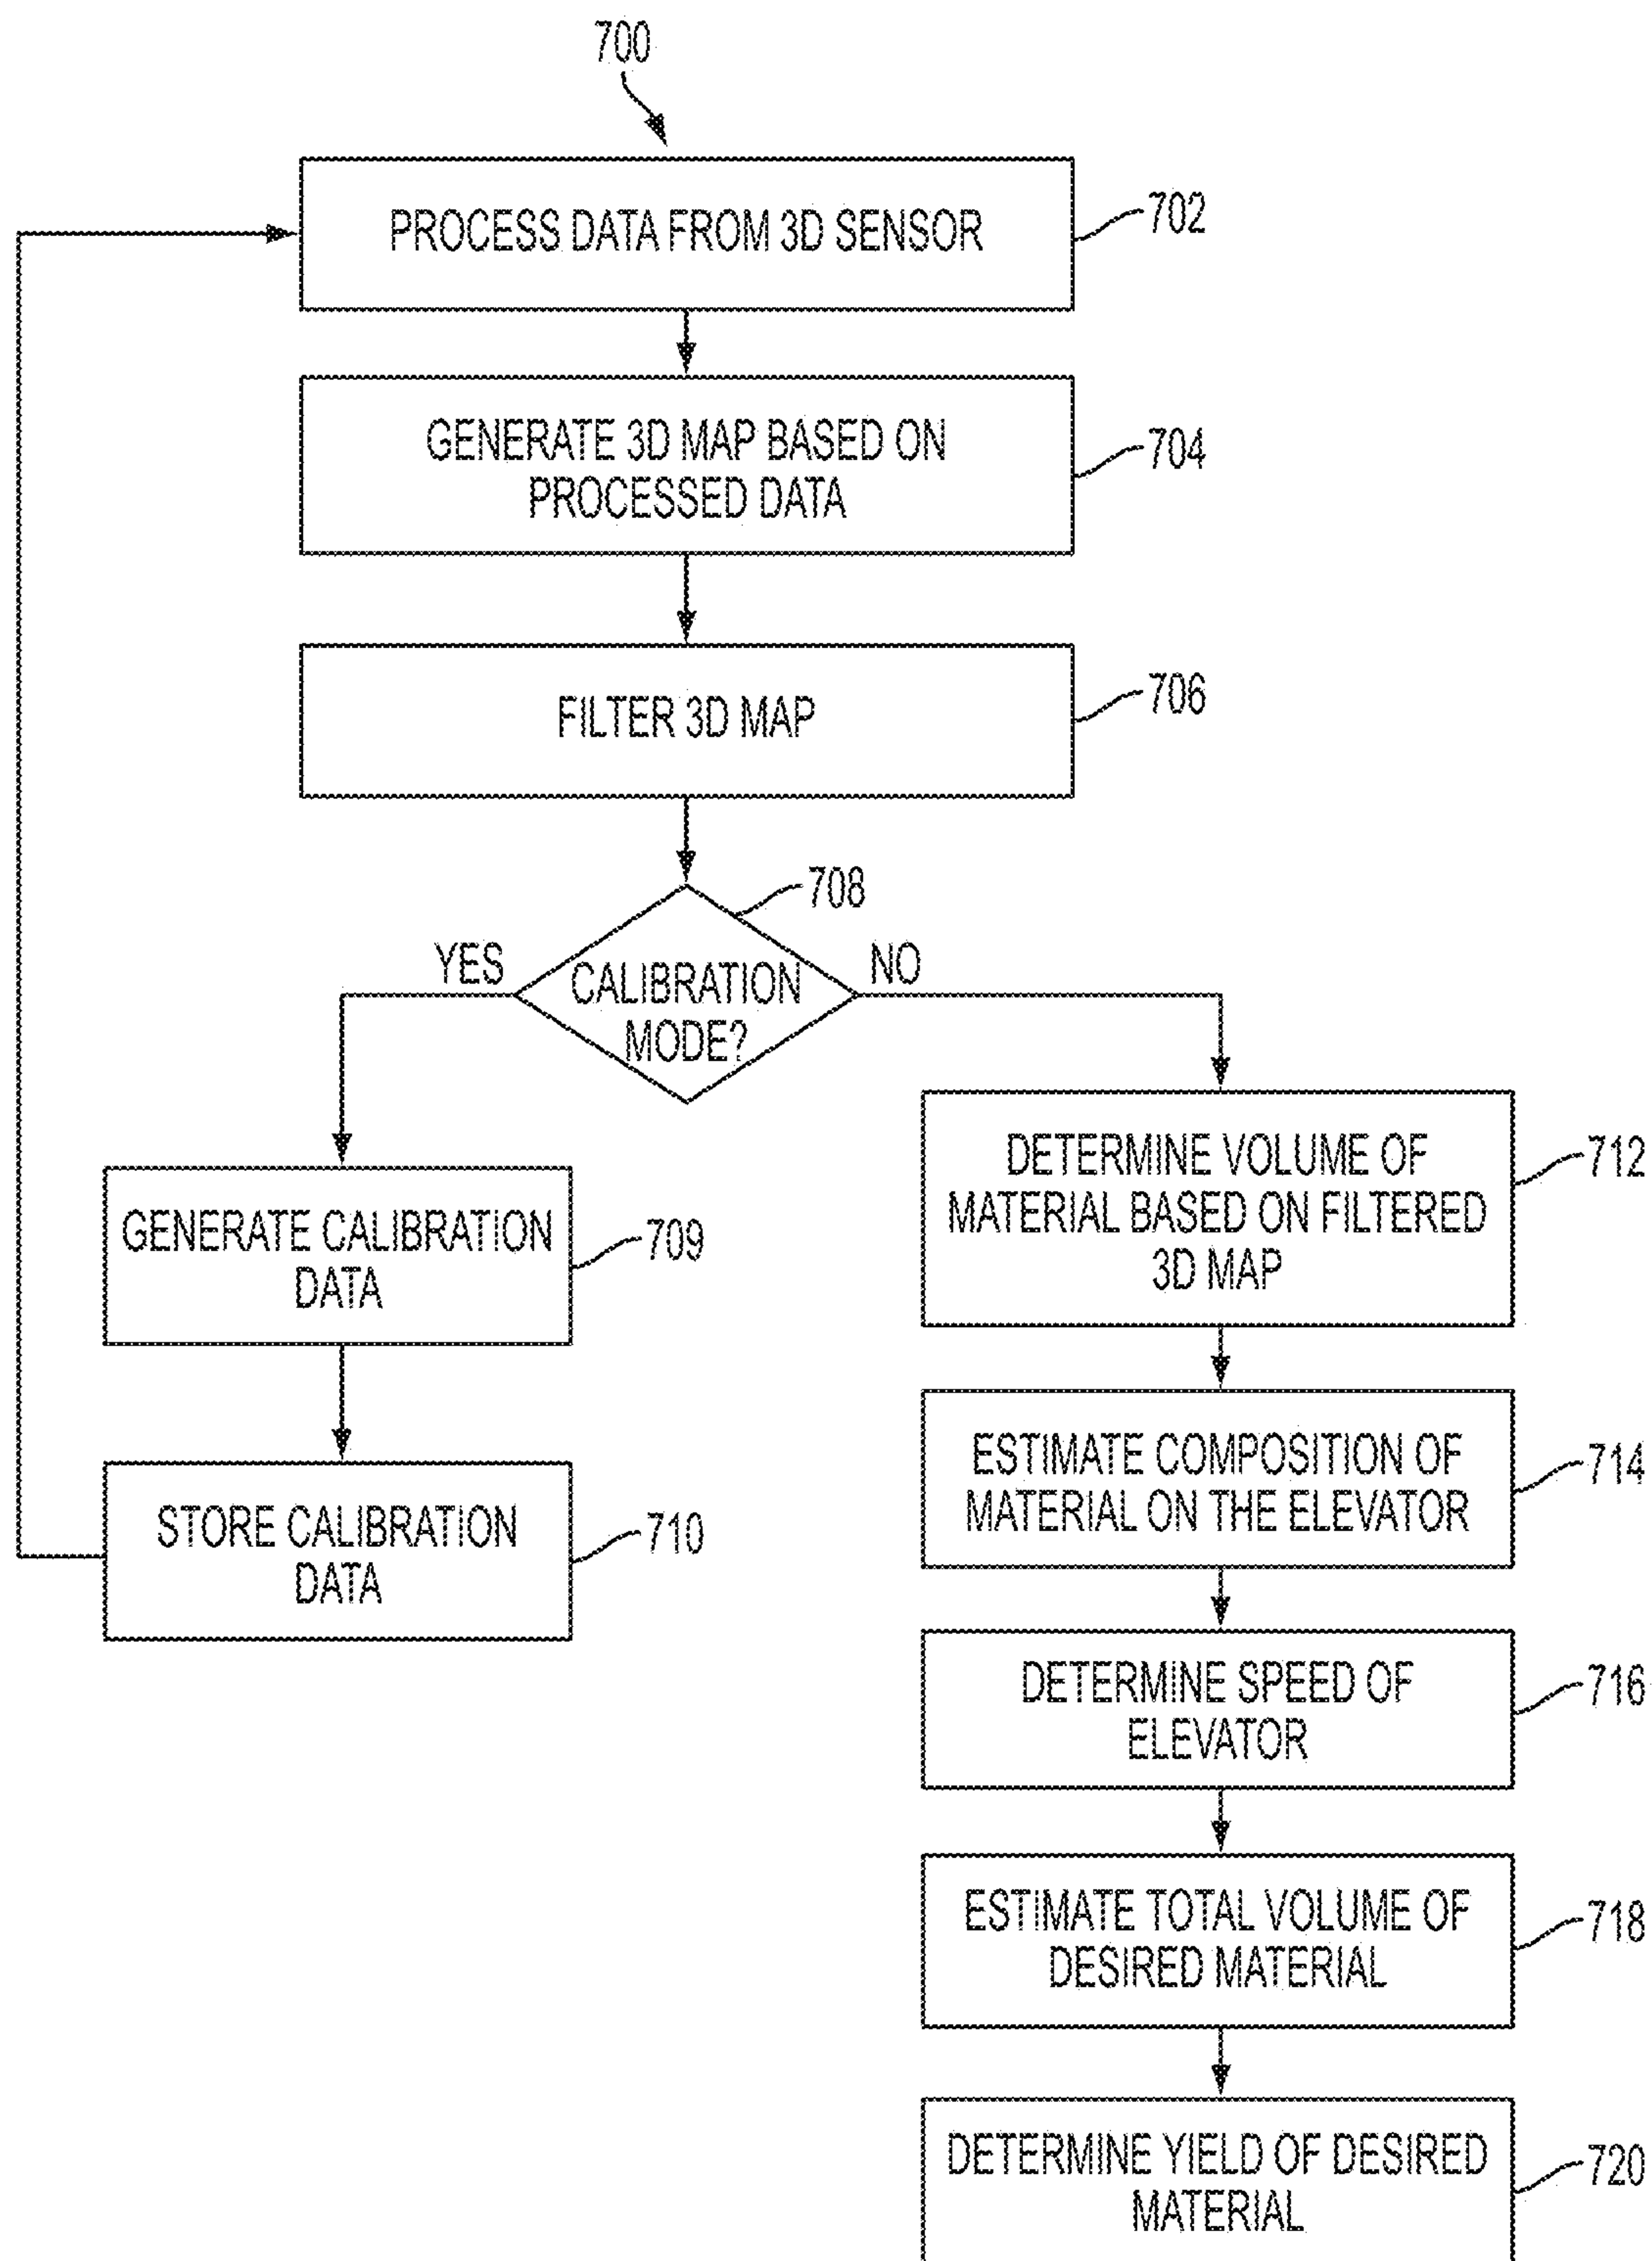 700
PROCESS DATA FROM 3D SENSOR
702
GENERATE 3D MAP BASED ON
PROCESSED DATA
704
FILTER 3D MAP
706
708
YES
CALIBRATION
MODE?
NO
GENERATE CALIBRATION
DATA
709
STORE CALIBRATION
DATA
710
DETERMINE VOLUME OF
MATERIAL BASED ON FILTERED
3D MAP
712
ESTIMATE COMPOSITION OF
MATERIAL ON THE ELEVATOR
714
DETERMINE SPEED OF
ELEVATOR
716
ESTIMATE TOTAL VOLUME OF
DESIRED MATERIAL
718
DETERMINE YIELD OF DESIRED
MATERIAL
720